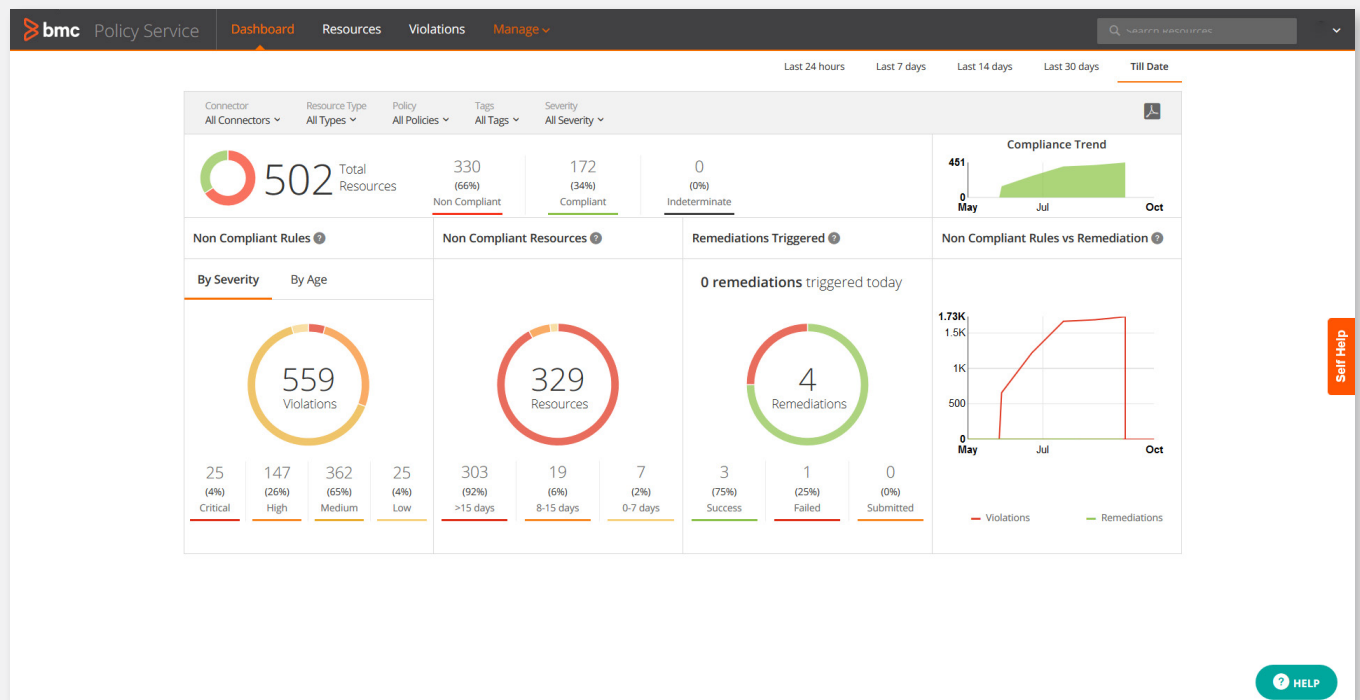 bmc Policy Service Dashboard Resources Violations Manage Search Resources
Last 24 hours Last 7 days Last 14 days Last 30 days Till Date
Connector Resource Type Policy Tags Severity
All Connectors All Types All Policies All Tags All Severity
502 Total Resources
330 (66%) Non Compliant
172 (34%) Compliant
0 (0%) Indeterminate
Compliance Trend
451
0
May Jul Oct
Non Compliant Rules ?
By Severity By Age
559
Violations
25 147 362 25
(4%) (26%) (65%) (4%)
Critical High Medium Low
Non Compliant Resources ?
329
Resources
303 19 7
(92%) (6%) (2%)
>15 days 8-15 days 0-7 days
Remediations Triggered ?
0 remediations triggered today
4
Remediations
3 1 0
(75%) (25%) (0%)
Success Failed Submitted
Non Compliant Rules vs Remediation ?
1.73K
1.5K
1K
500
0
May Jul Oct
Violations Remediations
Self Help
? HELP